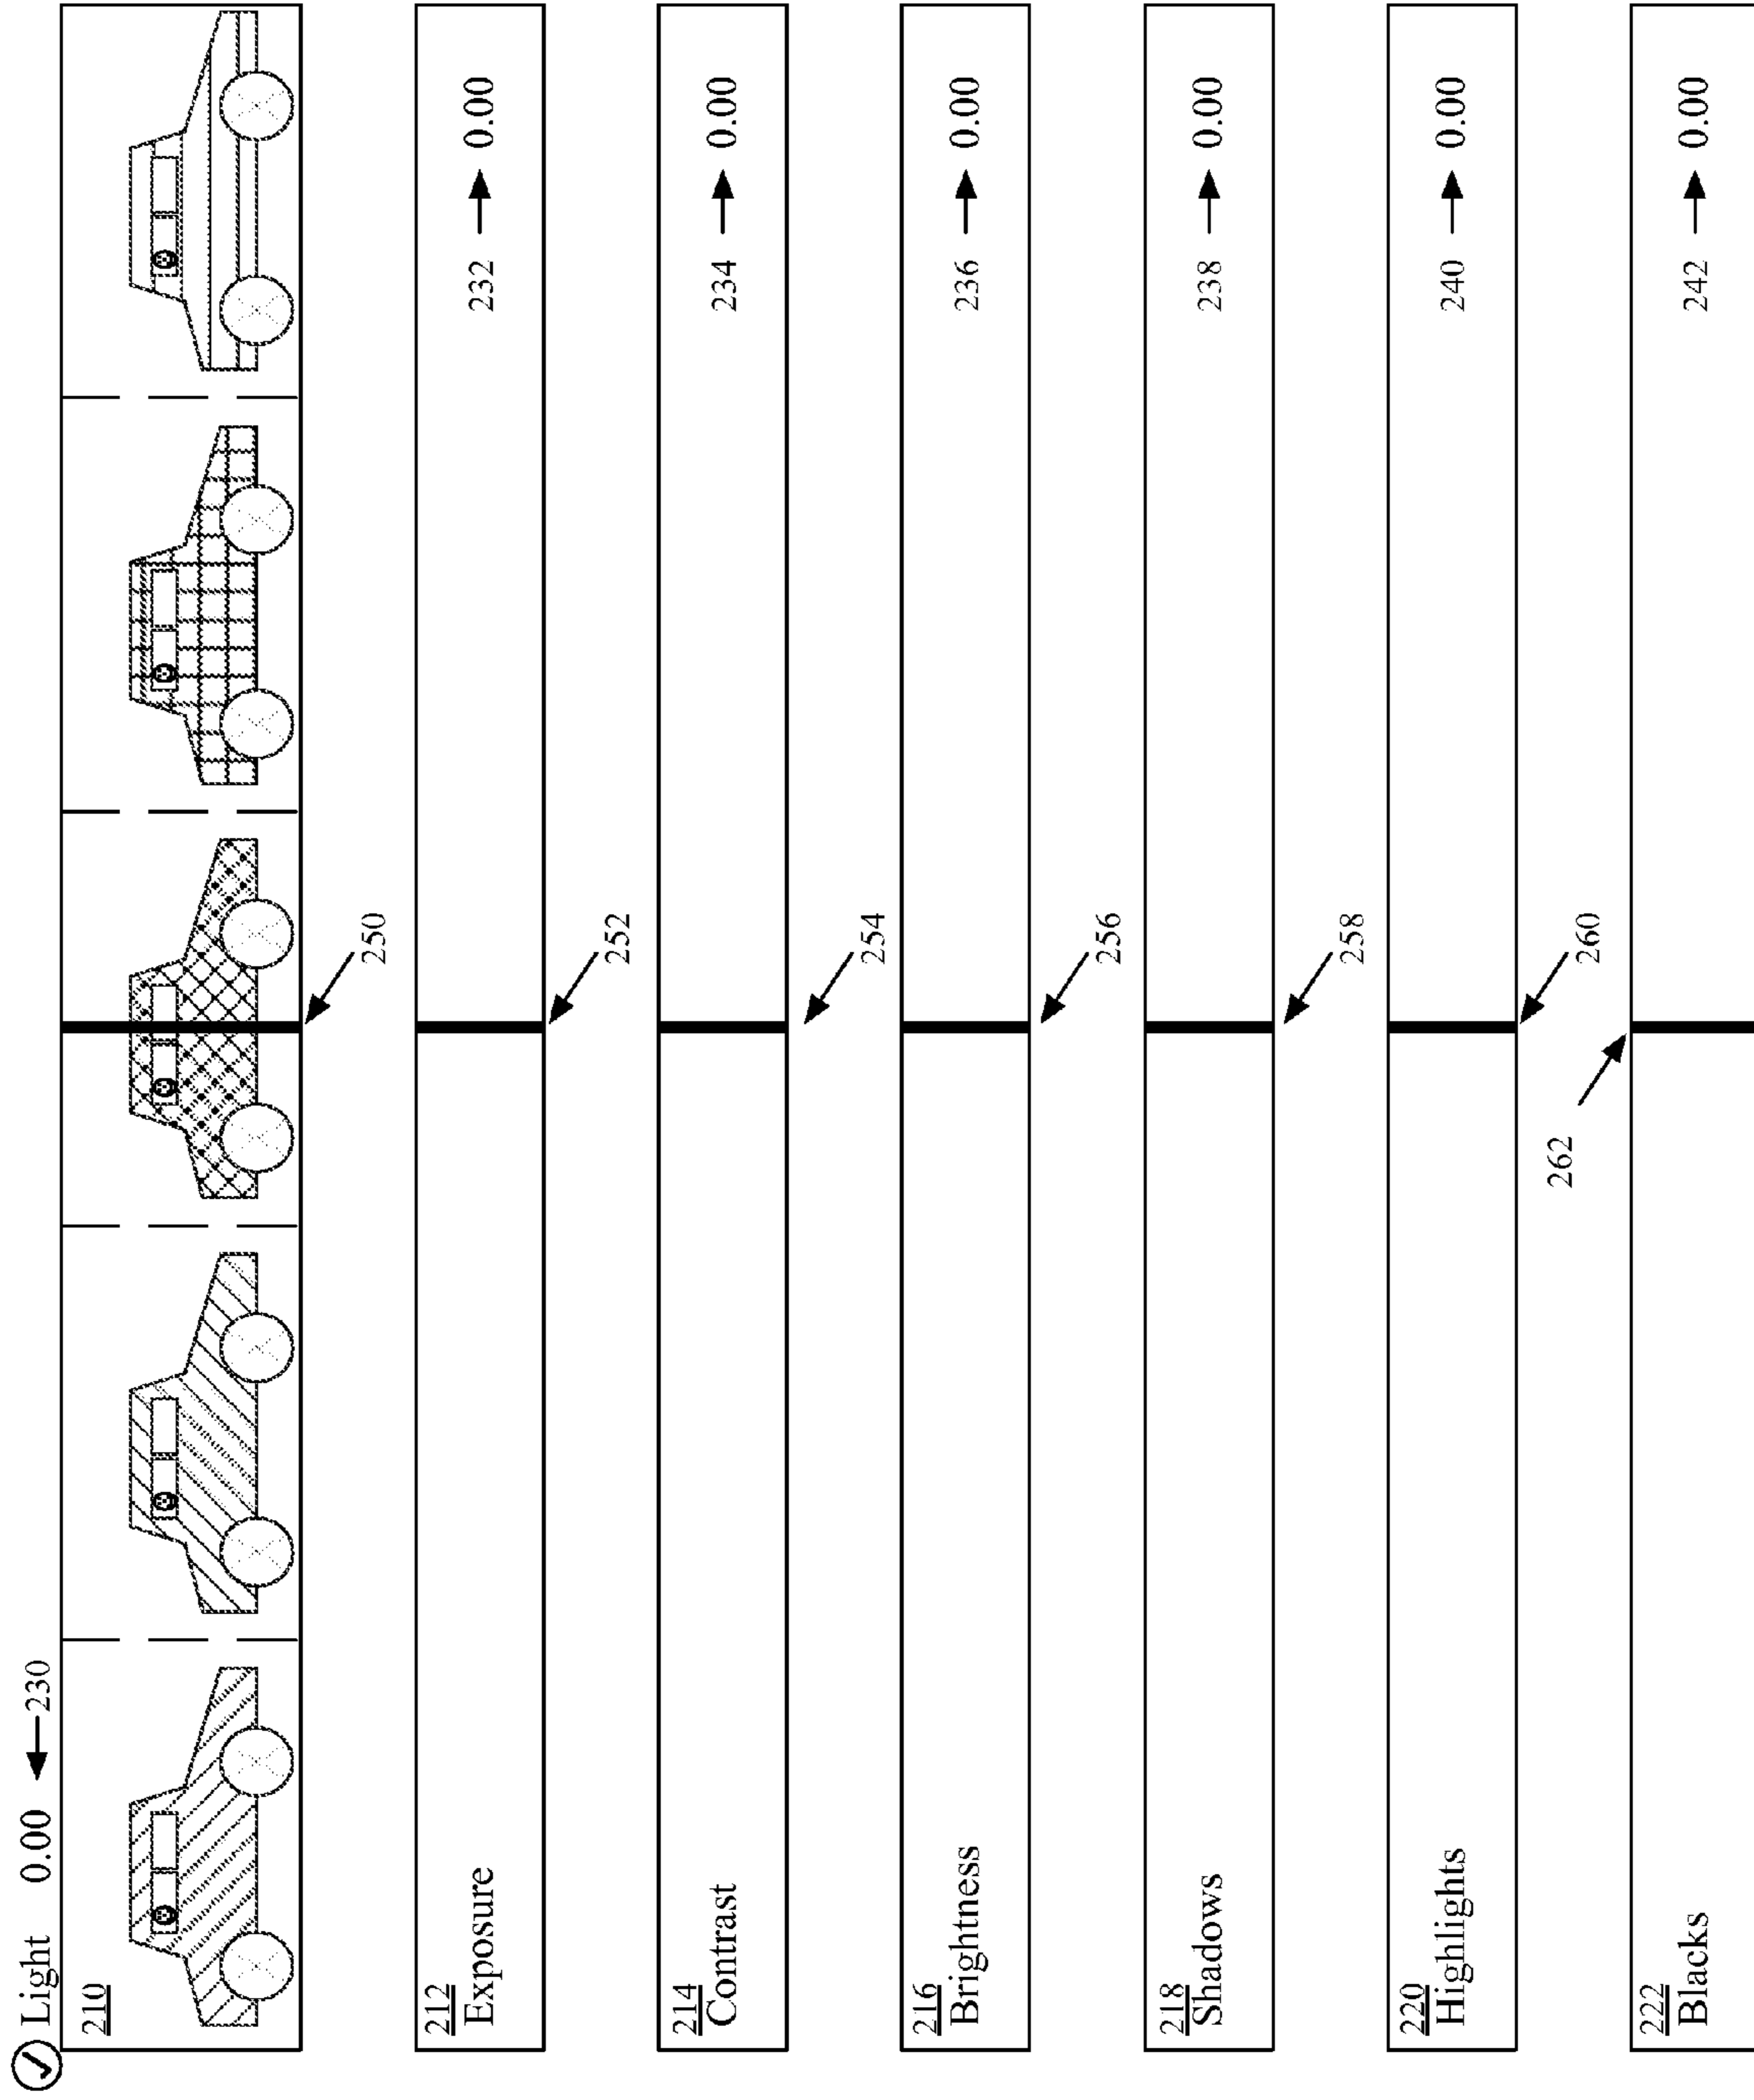 Light 0.00 230
210
250
212
Exposure 232 0.00
252
214
Contrast 234 0.00
254
216
Brightness 236 0.00
256
218
Shadows 238 0.00
258
220
Highlights 240 0.00
260
262
222
Blacks 242 0.00